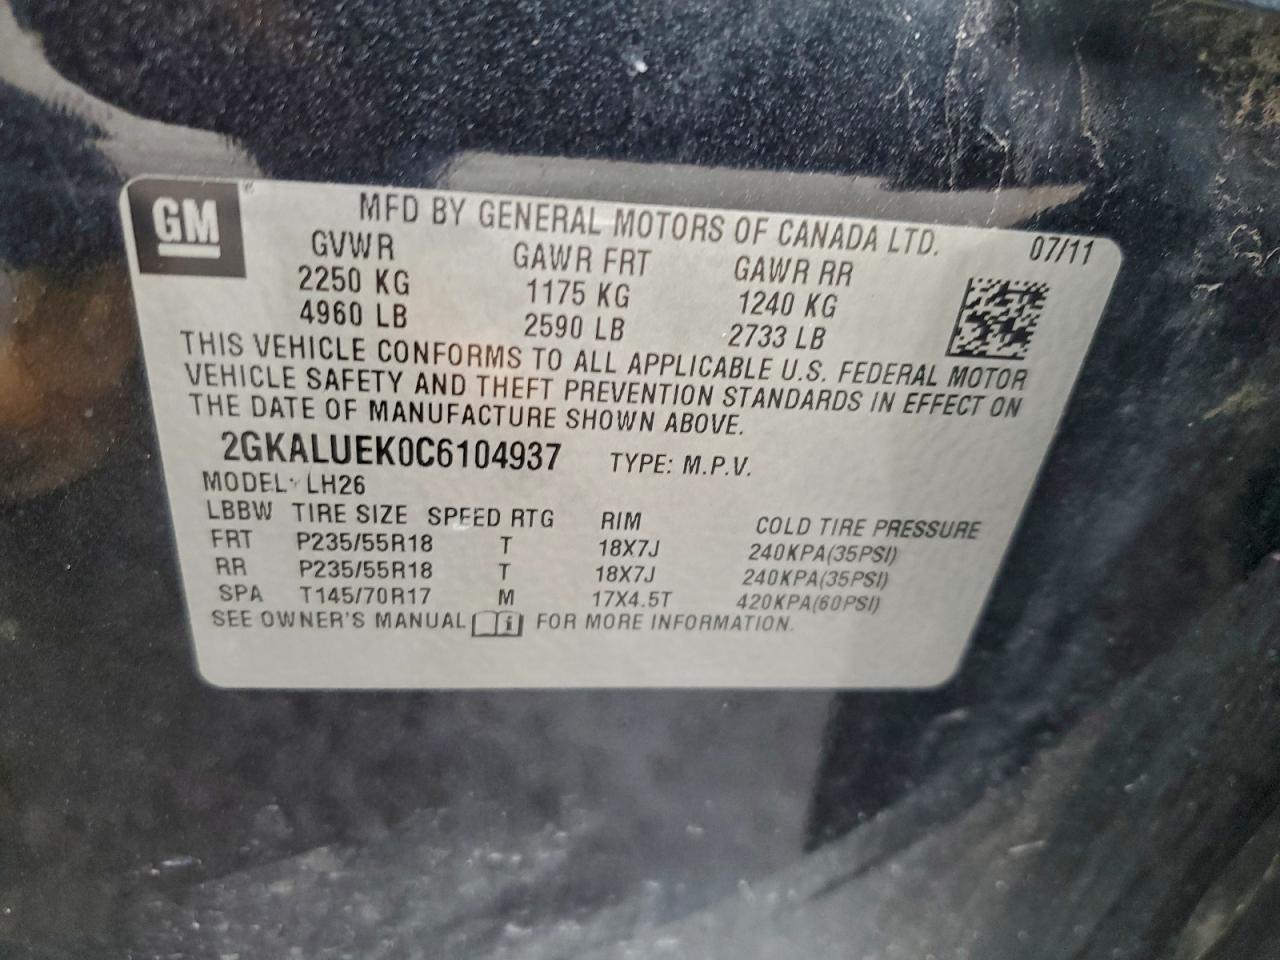 GM®
MFD BY GENERAL MOTORS OF CANADA LTD. 07/11
GVWR GAWR FRT GAWR RR
2250 KG 1175 KG 1240 KG
4960 LB 2590 LB 2733 LB
THIS VEHICLE CONFORMS TO ALL APPLICABLE U.S. FEDERAL MOTOR
VEHICLE SAFETY AND THEFT PREVENTION STANDARDS IN EFFECT ON
THE DATE OF MANUFACTURE SHOWN ABOVE.
2GKALUEK0C6104937 TYPE: M.P.V.
MODEL: LH26
LBBW TIRE SIZE SPEED RTG RIM COLD TIRE PRESSURE
FRT P235/55R18 T 18X7J 240KPA(35PSI)
RR P235/55R18 T 18X7J 240KPA(35PSI)
SPA T145/70R17 M 17X4.5T 420KPA(60PSI)
SEE OWNER'S MANUAL i FOR MORE INFORMATION.